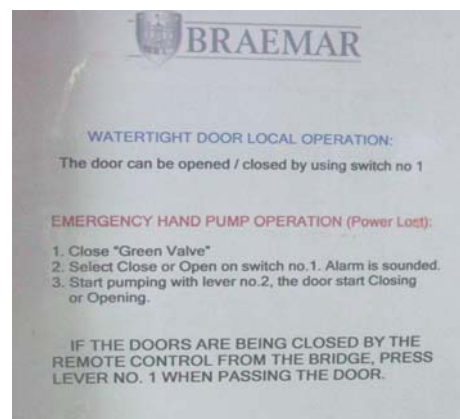 BRAEMAR
WATERTIGHT DOOR LOCAL OPERATION:
The door can be opened / closed by using switch no 1
EMERGENCY HAND PUMP OPERATION (Power Lost):
1. Close "Green Valve"
2. Select Close or Open on switch no.1. Alarm is sounded.
3. Start pumping with lever no.2, the door start Closing
or Opening.
IF THE DOORS ARE BEING CLOSED BY THE
REMOTE CONTROL FROM THE BRIDGE, PRESS
LEVER NO. 1 WHEN PASSING THE DOOR.